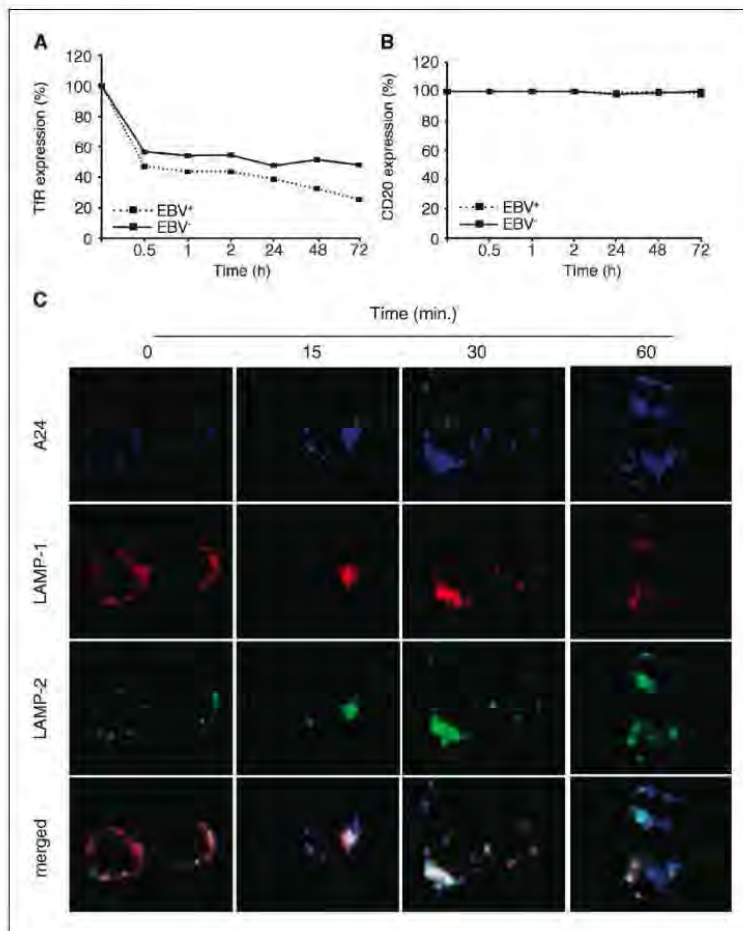 A
120
100
80
60
40
20
0
TfR expression (%)
EBV+
EBV-
0.5 1 2 24 48 72
Time (h)
B
120
100
80
60
40
20
0
CD20 expression (%)
EBV+
EBV-
0.5 1 2 24 48 72
Time (h)
C
Time (min.)
0 15 30 60
A24
LAMP-1
LAMP-2
merged